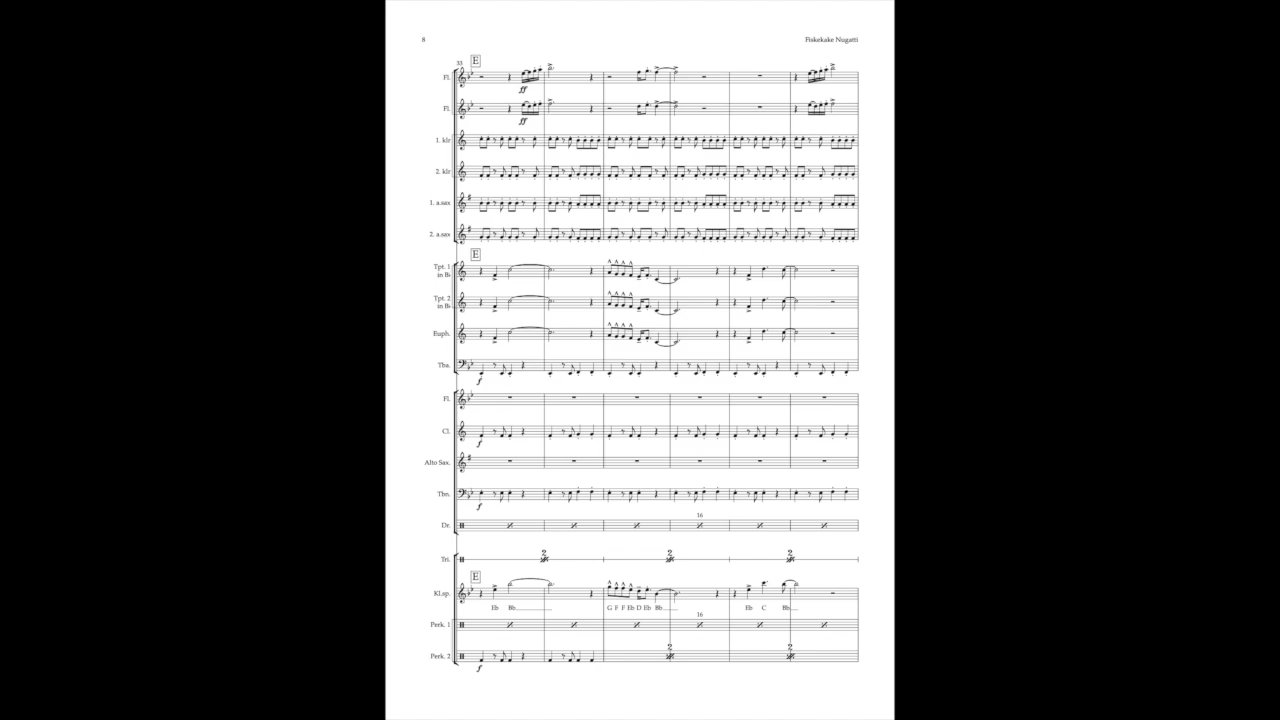 8 Fiskekake Nugatti
33 E
Fl.
ff
Fl.
ff
1. klr
2. klr
1. a.sax
2. a.sax
E
Tpt. 1
in B♭
Tpt. 2
in B♭
Euph.
Tba.
f
Fl.
Cl.
f
Alto Sax.
Tbn.
f
16
Dr.
2 2 2
Tri.
E
Kl.sp.
Eb Bb G F F Eb D Eb Bb Eb C Bb
16
Perk. 1
2 2
Perk. 2
f